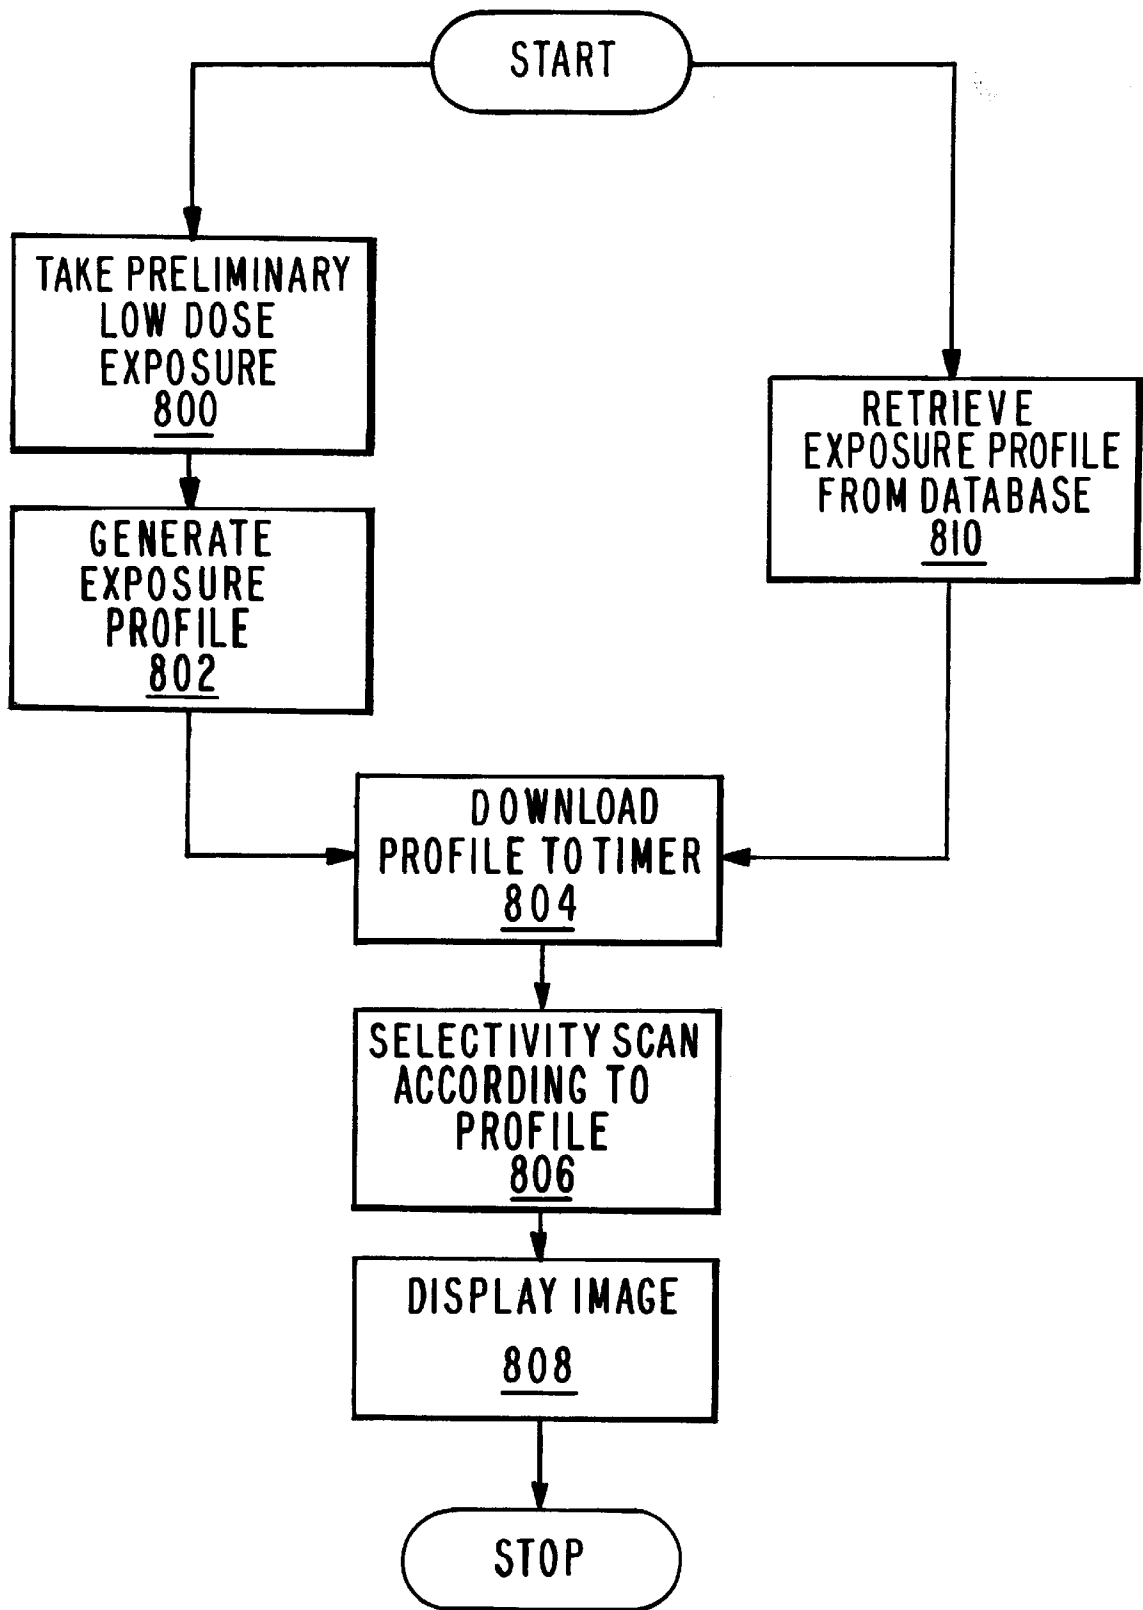 START
TAKE PRELIMINARY
LOW DOSE
EXPOSURE
800
GENERATE
EXPOSURE
PROFILE
802
RETRIEVE
EXPOSURE PROFILE
FROM DATABASE
810
DOWNLOAD
PROFILE TO TIMER
804
SELECTIVITY SCAN
ACCORDING TO
PROFILE
806
DISPLAY IMAGE
808
STOP